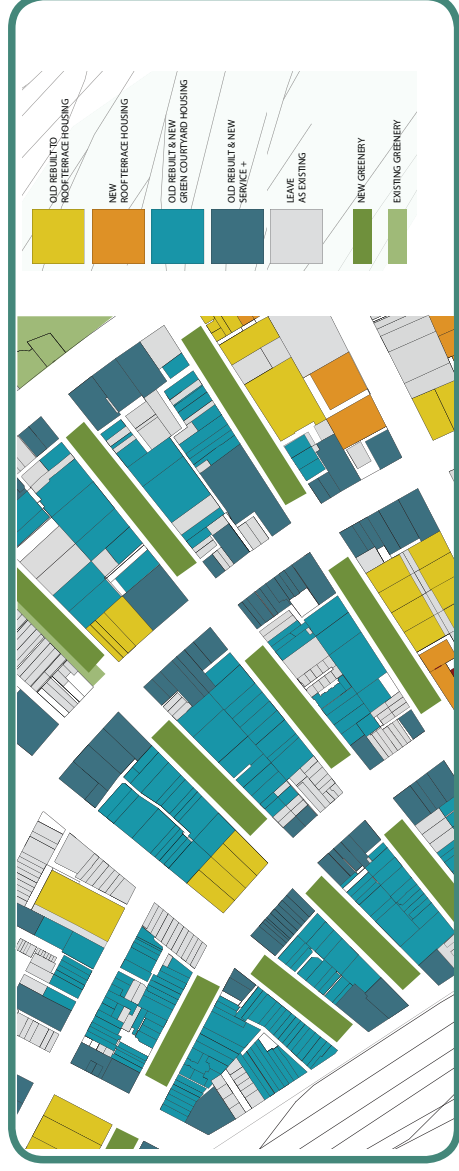 OLD REBUILT TO
ROOF TERRACE HOUSING
NEW
ROOF TERRACE HOUSING
OLD REBUILT & NEW
GREEN COURTYARD HOUSING
OLD REBUILT & NEW
SERVICE +
LEAVE
AS EXISTING
NEW GREENERY
EXISTING GREENERY